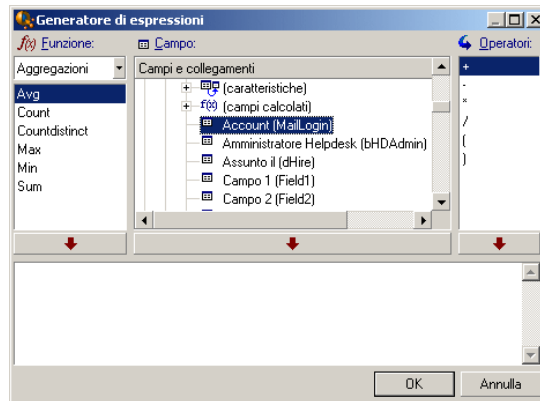 Generatore di espressioni
f(x) Funzione:
Campo:
Operatori:
Aggregazioni
Avg
Count
Countdistinct
Max
Min
Sum
Campi e collegamenti
(caratteristiche)
f(x) (campi calcolati)
Account (MailLogin)
Amministratore Helpdesk (bHDAdmin)
Assunto il (dHire)
Campo 1 (Field1)
Campo 2 (Field2)
+
-
*
/
(
)
OK
Annulla